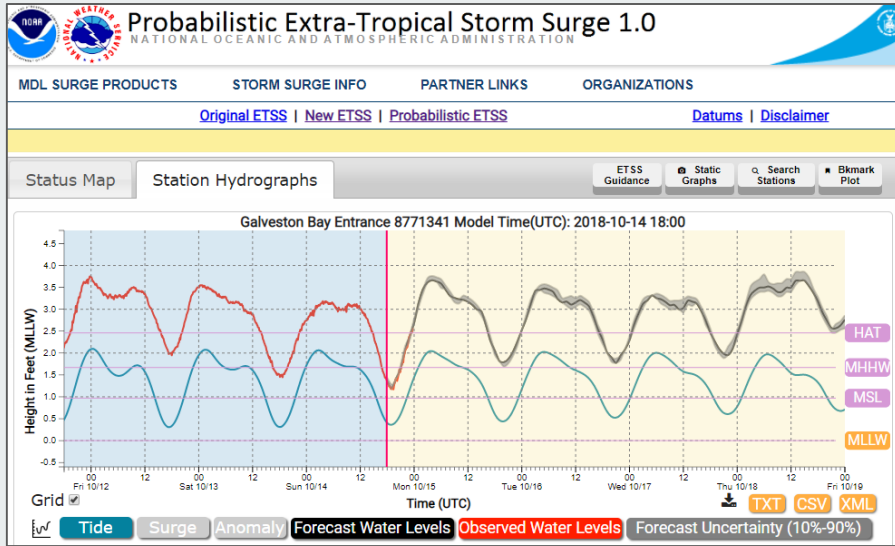 Probabilistic Extra-Tropical Storm Surge 1.0
NATIONAL OCEANIC AND ATMOSPHERIC ADMINISTRATION
NOAA
NATIONAL WEATHER SERVICE
MDL SURGE PRODUCTS STORM SURGE INFO PARTNER LINKS ORGANIZATIONS
Original ETSS | New ETSS | Probabilistic ETSS Datums | Disclaimer
Status Map Station Hydrographs
ETSS Guidance Static Graphs Search Stations Bkmark Plot
Galveston Bay Entrance 8771341 Model Time(UTC): 2018-10-14 18:00
Height in Feet (MLLW)
4.5
4.0
3.5
3.0
2.5
2.0
1.5
1.0
0.5
0.0
-0.5
HAT
MHHW
MSL
MLLW
00 12 00 12 00 12 00 12 00 12 00 12 00 12 00
Fri 10/12 Sat 10/13 Sun 10/14 Mon 10/15 Tue 10/16 Wed 10/17 Thu 10/18 Fri 10/19
Grid Time (UTC) TXT CSV XML
Tide Surge Anomaly Forecast Water Levels Observed Water Levels Forecast Uncertainty (10%-90%)